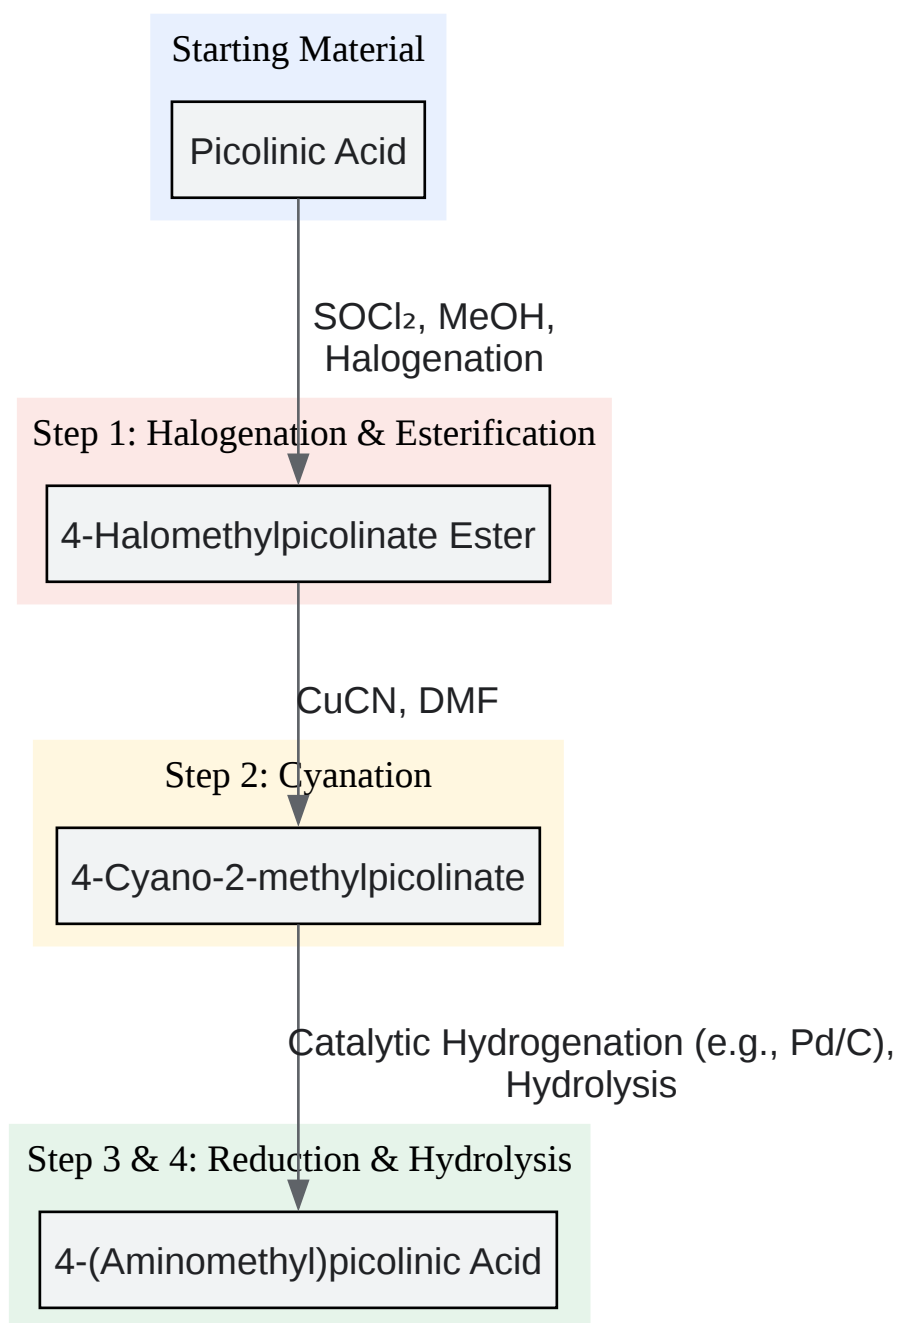 Starting Material
Picolinic Acid
SOCl₂, MeOH,
Halogenation
Step 1: Halogenation & Esterification
4-Halomethylpicolinate Ester
CuCN, DMF
Step 2: Cyanation
4-Cyano-2-methylpicolinate
Catalytic Hydrogenation (e.g., Pd/C),
Hydrolysis
Step 3 & 4: Reduction & Hydrolysis
4-(Aminomethyl)picolinic Acid